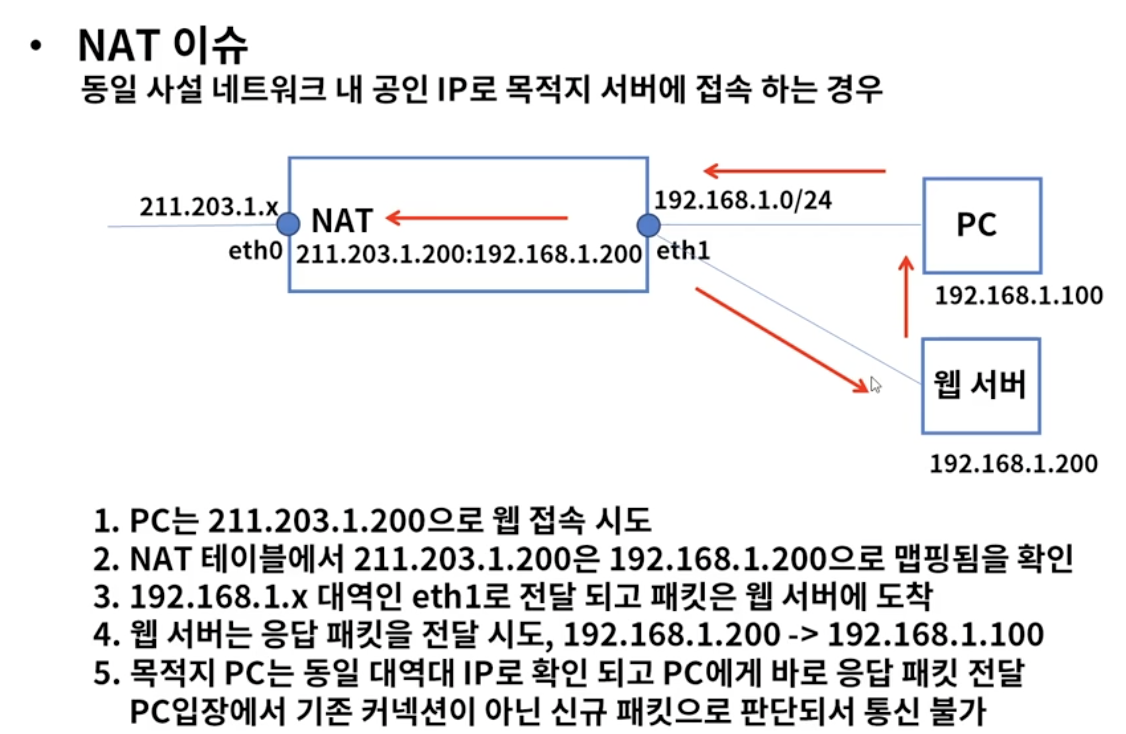 • NAT 이슈
동일 사설 네트워크 내 공인 IP로 목적지 서버에 접속 하는 경우
211.203.1.x
NAT
192.168.1.0/24
PC
eth0
211.203.1.200:192.168.1.200
eth1
192.168.1.100
웹 서버
192.168.1.200
1. PC는 211.203.1.200으로 웹 접속 시도
2. NAT 테이블에서 211.203.1.200은 192.168.1.200으로 맵핑됨을 확인
3. 192.168.1.x 대역인 eth1로 전달 되고 패킷은 웹 서버에 도착
4. 웹 서버는 응답 패킷을 전달 시도, 192.168.1.200 -> 192.168.1.100
5. 목적지 PC는 동일 대역대 IP로 확인 되고 PC에게 바로 응답 패킷 전달
PC입장에서 기존 커넥션이 아닌 신규 패킷으로 판단되서 통신 불가